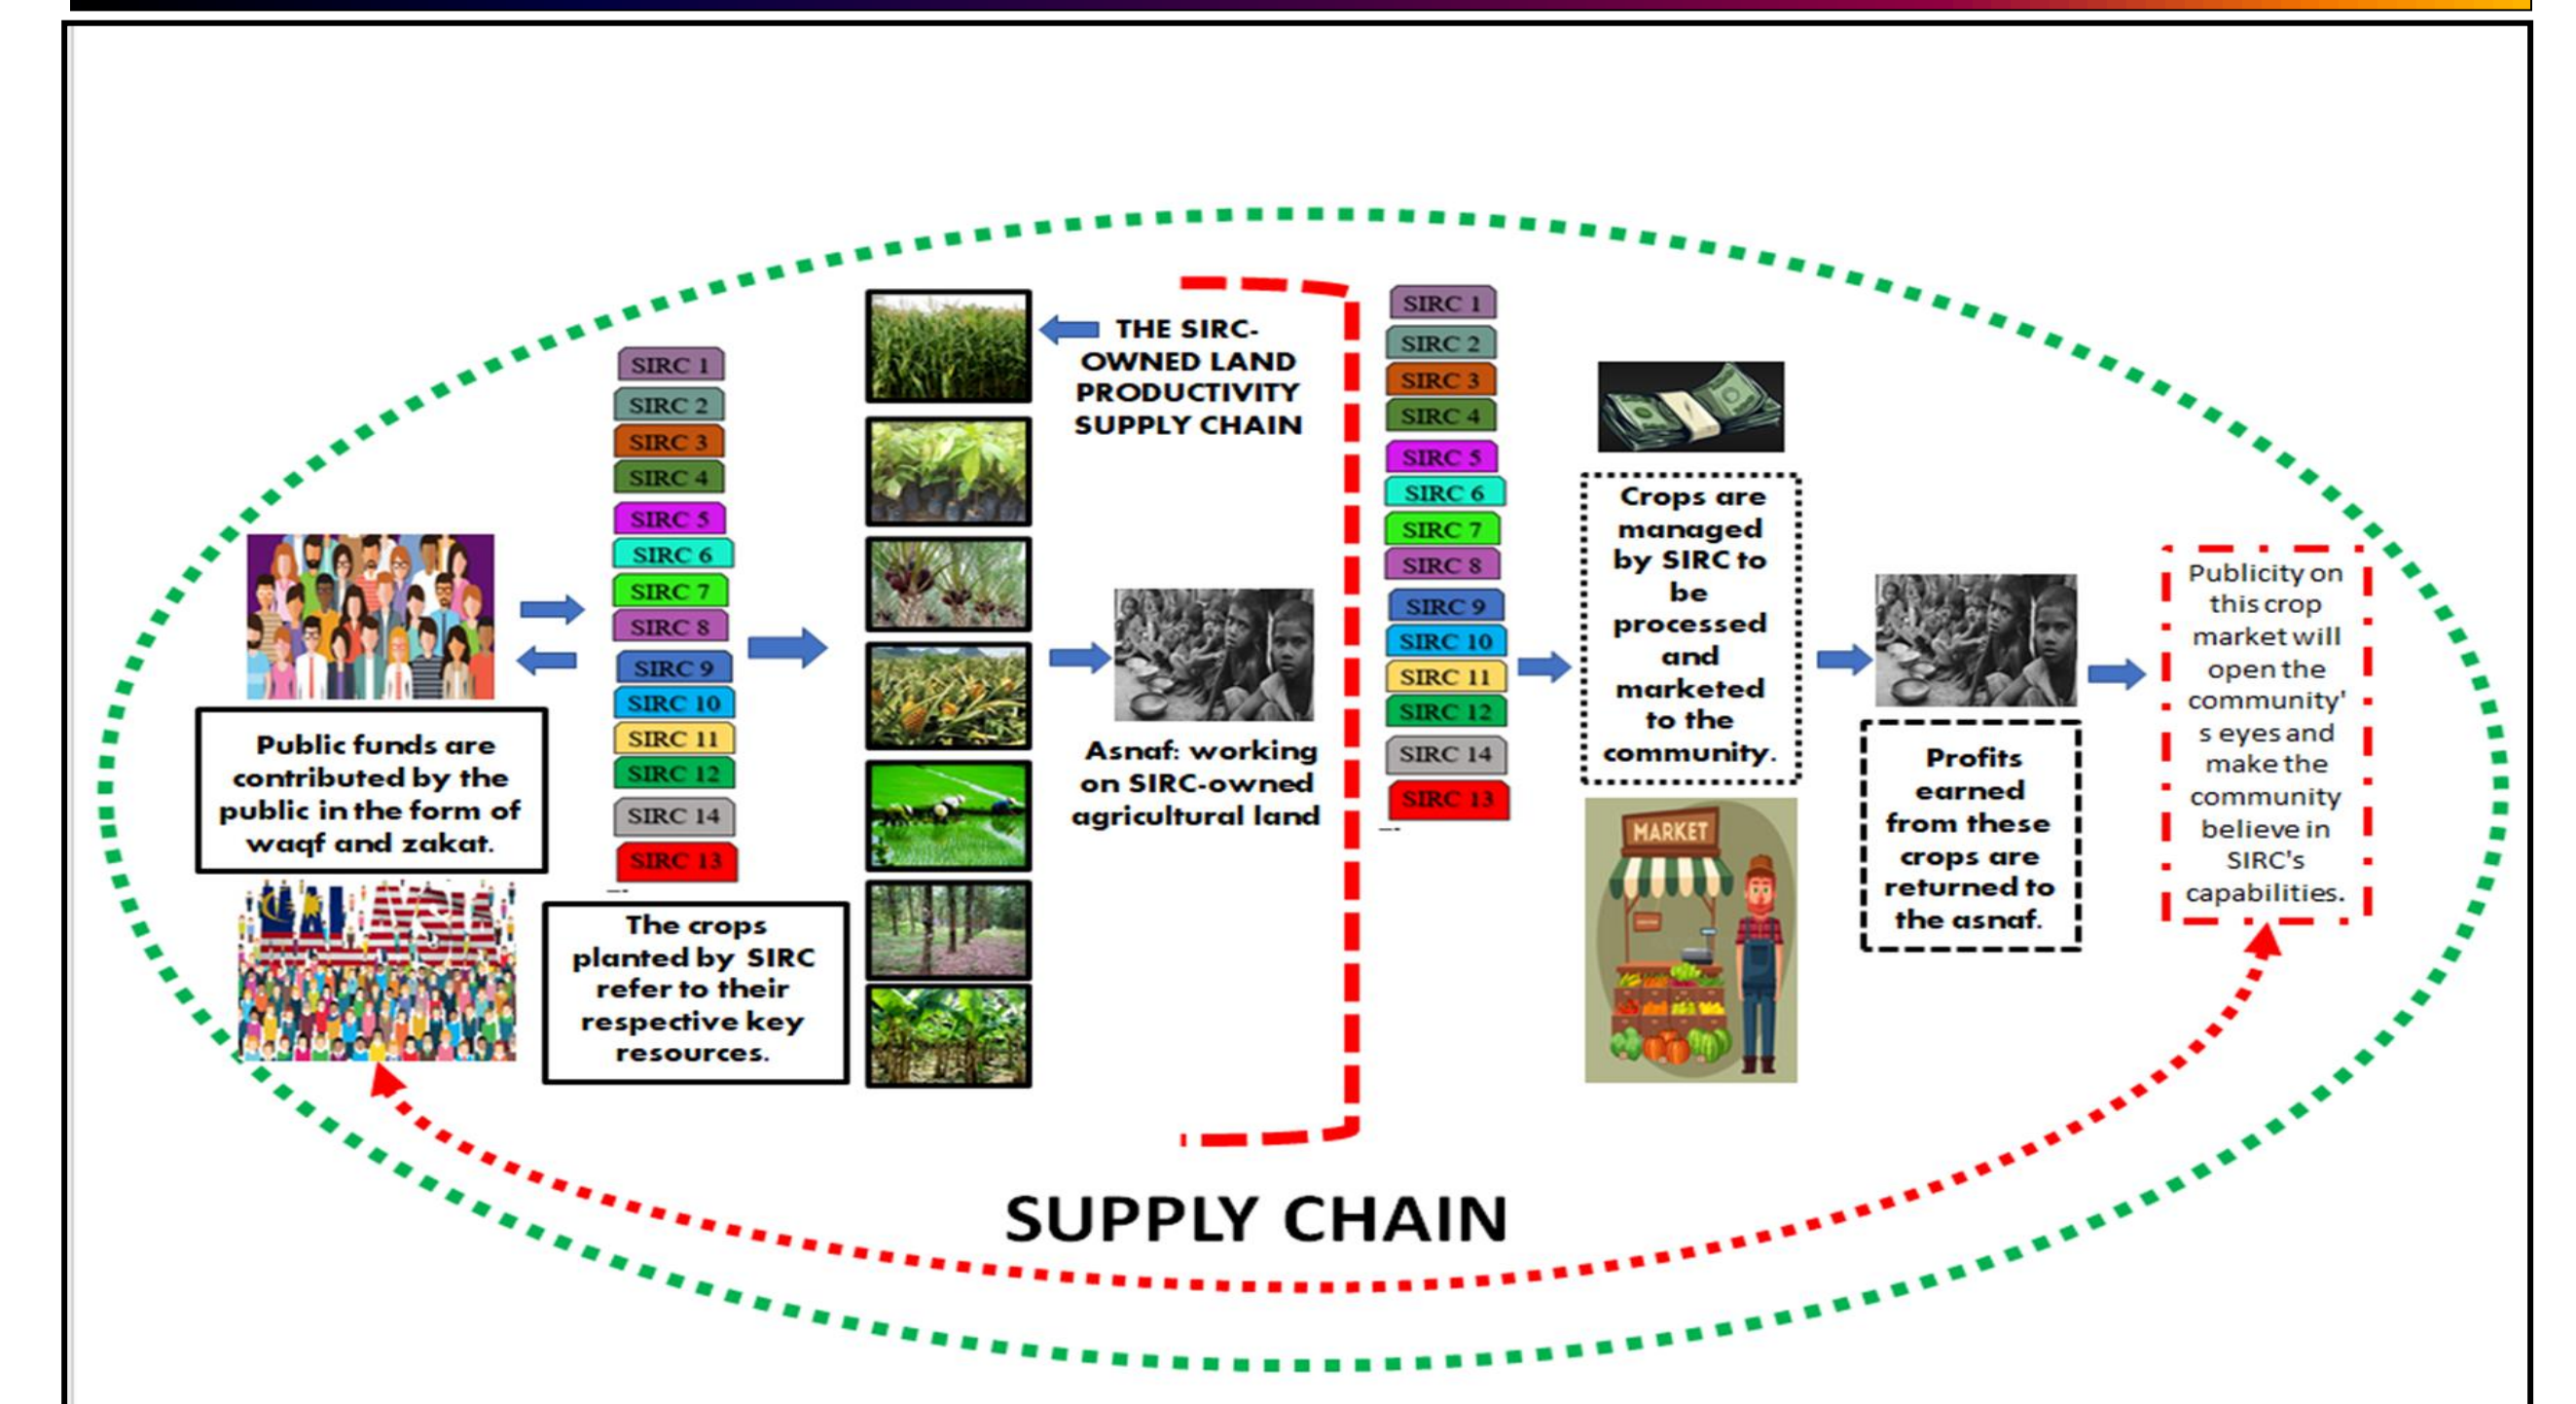 Public funds are
contributed by the
public in the form of
waqf and zakat.
MALAYSIA
SIRC 1
SIRC 2
SIRC 3
SIRC 4
SIRC 5
SIRC 6
SIRC 7
SIRC 8
SIRC 9
SIRC 10
SIRC 11
SIRC 12
SIRC 14
SIRC 13
The crops
planted by SIRC
refer to their
respective key
resources.
THE SIRC-
OWNED LAND
PRODUCTIVITY
SUPPLY CHAIN
Asnaf: working
on SIRC-owned
agricultural land
SIRC 1
SIRC 2
SIRC 3
SIRC 4
SIRC 5
SIRC 6
SIRC 7
SIRC 8
SIRC 9
SIRC 10
SIRC 11
SIRC 12
SIRC 14
SIRC 13
Crops are
managed
by SIRC to
be
processed
and
marketed
to the
community.
MARKET
Profits
earned
from these
crops are
returned to
the asnaf.
Publicity on
this crop
market will
open the
community'
s eyes and
make the
community
believe in
SIRC's
capabilities.
SUPPLY CHAIN